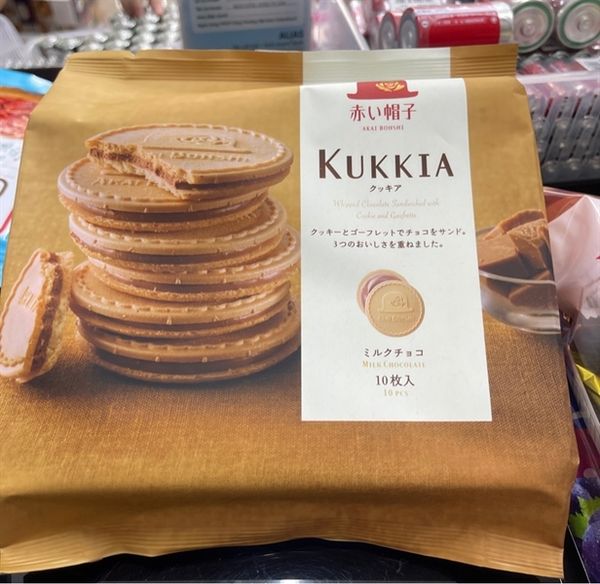 赤い帽子
AKAI BOHSHI
KUKKIA
クッキア
Whipped Chocolate Sandwiched with
Cookie and Gaufrette
クッキーとゴーフレットでチョコをサンド。
3つのおいしさを重ねました。
ミルクチョコ
MILK CHOCOLATE
10枚入
10 PCS